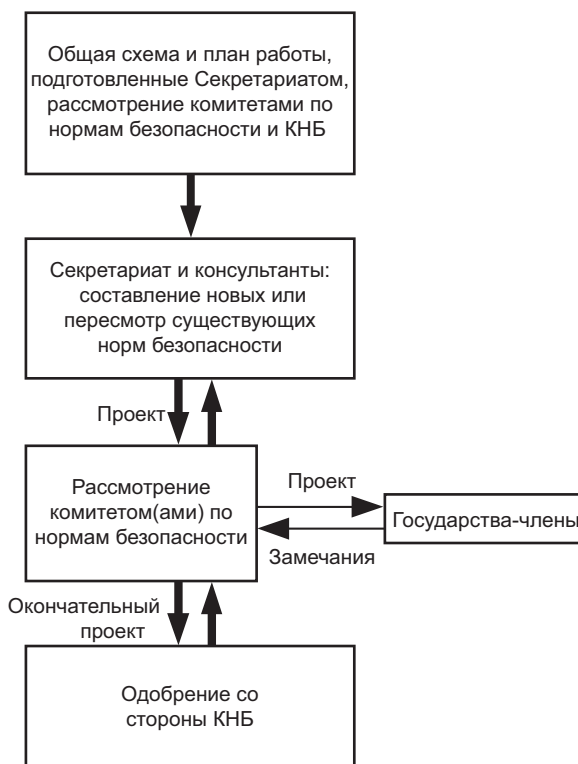 Общая схема и план работы,
подготовленные Секретариатом,
рассмотрение комитетами по
нормам безопасности и КНБ
Секретариат и консультанты:
составление новых или
пересмотр существующих
норм безопасности
Проект
Рассмотрение
комитетом(ами) по
нормам безопасности
Проект
Государства-члены
Замечания
Окончательный
проект
Одобрение со
стороны КНБ